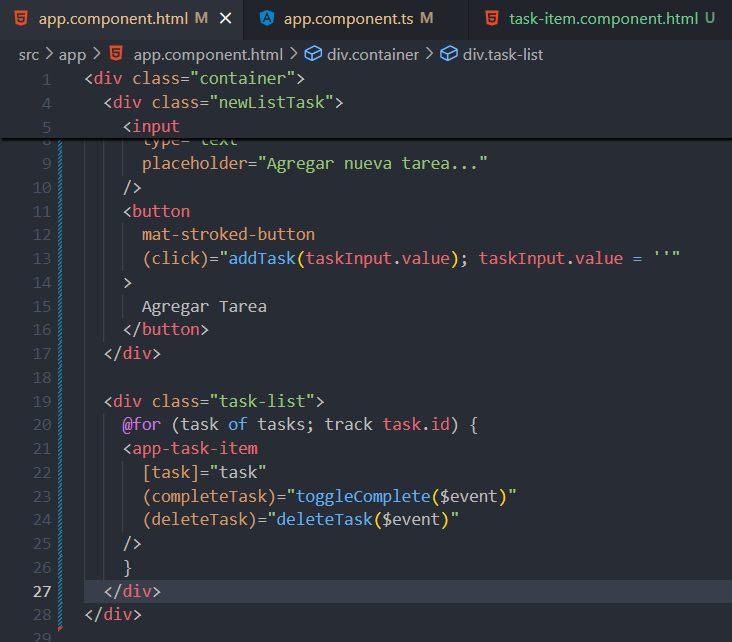 app.component.html M
app.component.ts M
task-item.component.html U
src > app > app.component.html > div.container > div.task-list
1 <div class="container">
4 <div class="newListTask">
5 <input
8 type="text"
9 placeholder="Agregar nueva tarea..."
10 />
11 <button
12 mat-stroked-button
13 (click)="addTask(taskInput.value); taskInput.value = ''"
14 >
15 Agregar Tarea
16 </button>
17 </div>
18
19 <div class="task-list">
20 @for (task of tasks; track task.id) {
21 <app-task-item
22 [task]="task"
23 (completeTask)="toggleComplete($event)"
24 (deleteTask)="deleteTask($event)"
25 />
26 }
27 </div>
28 </div>
29